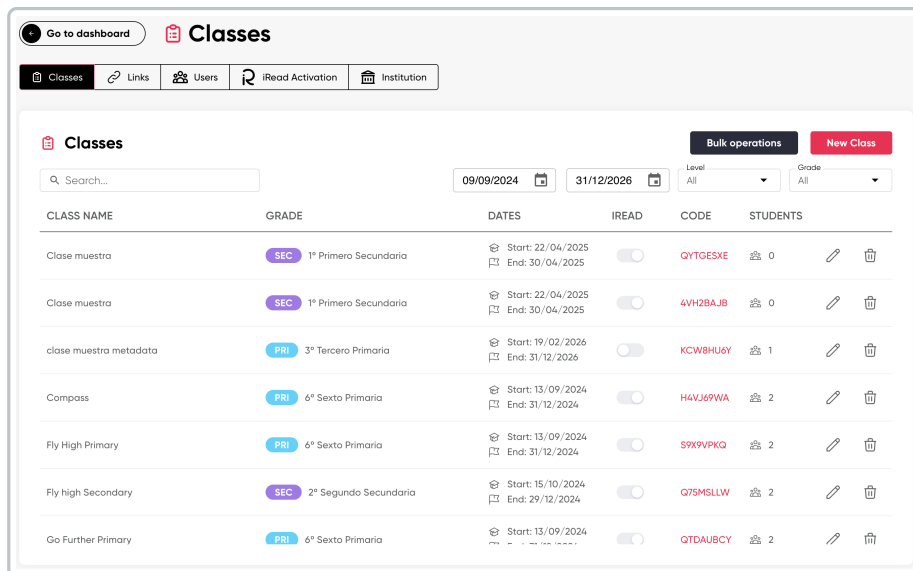 Go to dashboard
Classes
Classes
Links
Users
iRead Activation
Institution
Classes
Bulk operations
New Class
Search...
09/09/2024
31/12/2026
Level
All
Grade
All
CLASS NAME GRADE DATES IREAD CODE STUDENTS
Clase muestra SEC 1º Primero Secundaria Start: 22/04/2025 QYTGESXE 0
End: 30/04/2025
Clase muestra SEC 1º Primero Secundaria Start: 22/04/2025 4VH2BAJB 0
End: 30/04/2025
clase muestra metadata PRI 3º Tercero Primaria Start: 19/02/2026 KCW8HU6Y 1
End: 31/12/2026
Compass PRI 6º Sexto Primaria Start: 13/09/2024 H4VJ69WA 2
End: 31/12/2024
Fly High Primary PRI 6º Sexto Primaria Start: 13/09/2024 S9X9VPKQ 2
End: 31/12/2024
Fly high Secondary SEC 2º Segundo Secundaria Start: 15/10/2024 Q75MSLLW 2
End: 29/12/2024
Go Further Primary PRI 6º Sexto Primaria Start: 13/09/2024 QTDAUBCY 2